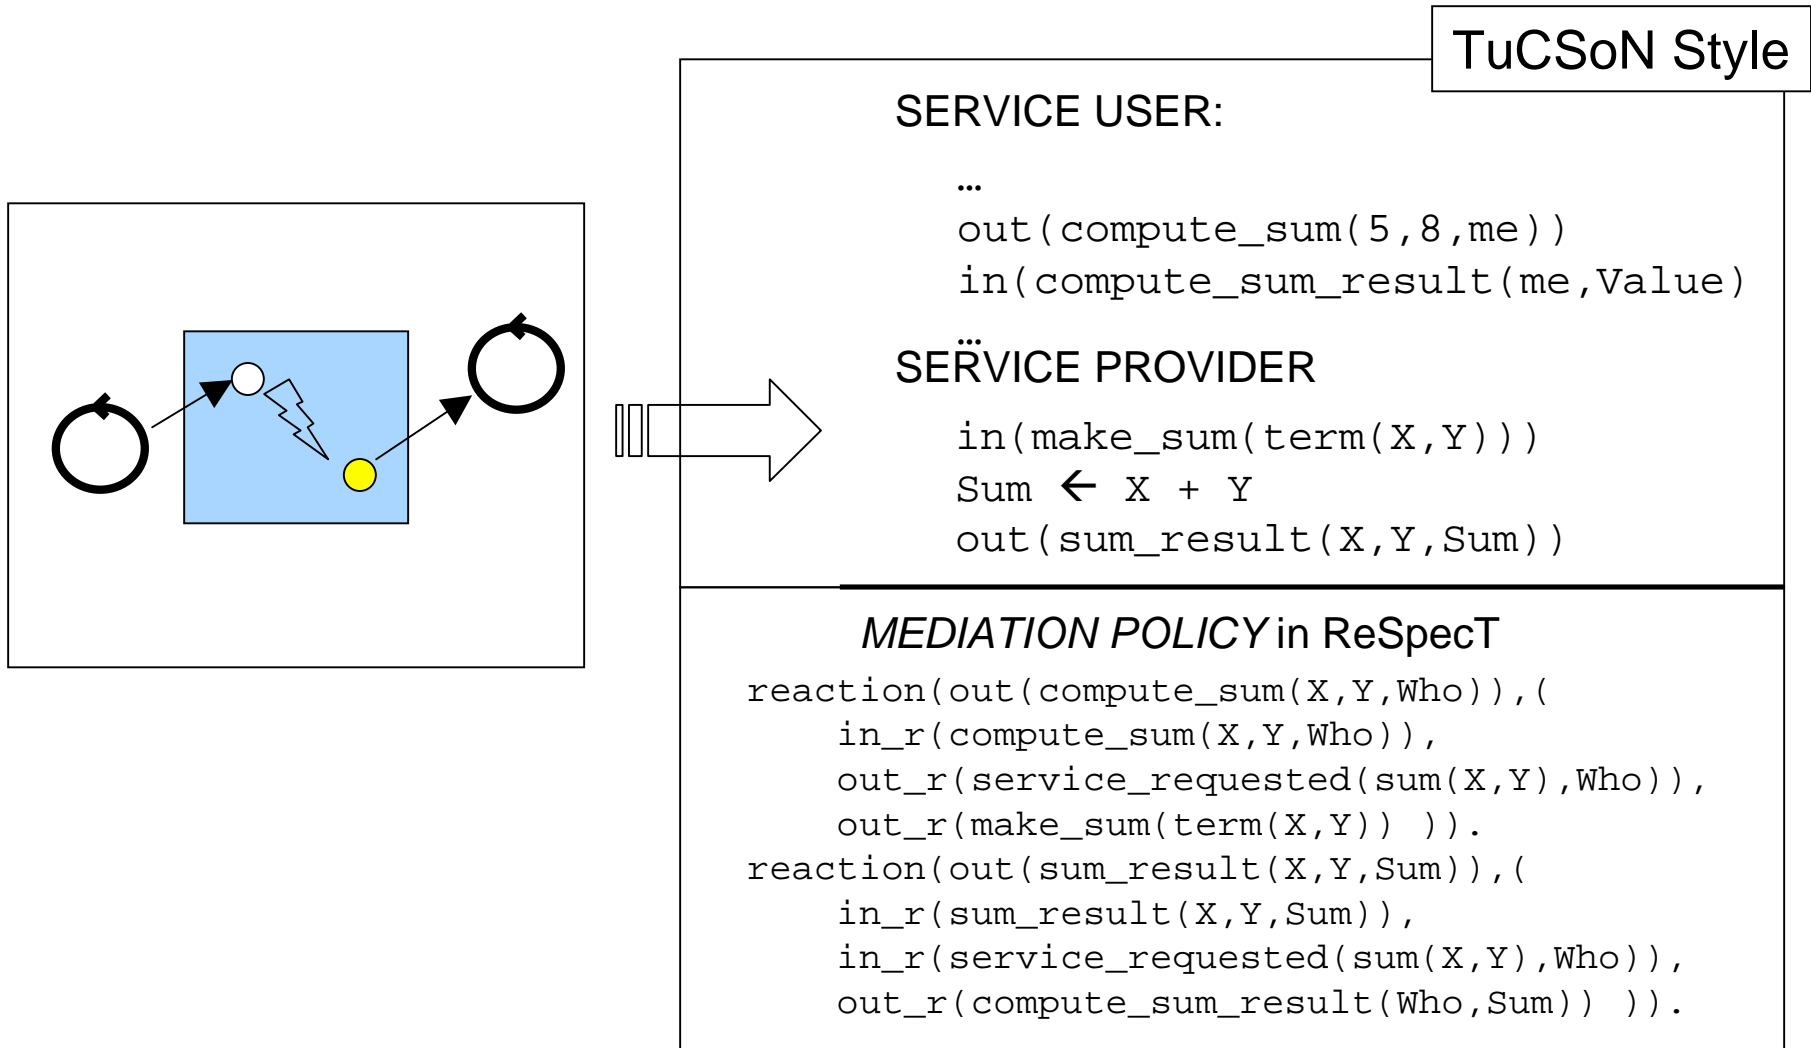 TuCSoN Style
SERVICE USER:
…
out(compute_sum(5,8,me))
in(compute_sum_result(me,Value)
…
SERVICE PROVIDER
in(make_sum(term(X,Y)))
Sum ← X + Y
out(sum_result(X,Y,Sum))
MEDIATION POLICY in ReSpecT
reaction(out(compute_sum(X,Y,Who)),(
in_r(compute_sum(X,Y,Who)),
out_r(service_requested(sum(X,Y),Who)),
out_r(make_sum(term(X,Y)) )).
reaction(out(sum_result(X,Y,Sum)),(
in_r(sum_result(X,Y,Sum)),
in_r(service_requested(sum(X,Y),Who)),
out_r(compute_sum_result(Who,Sum)) )).